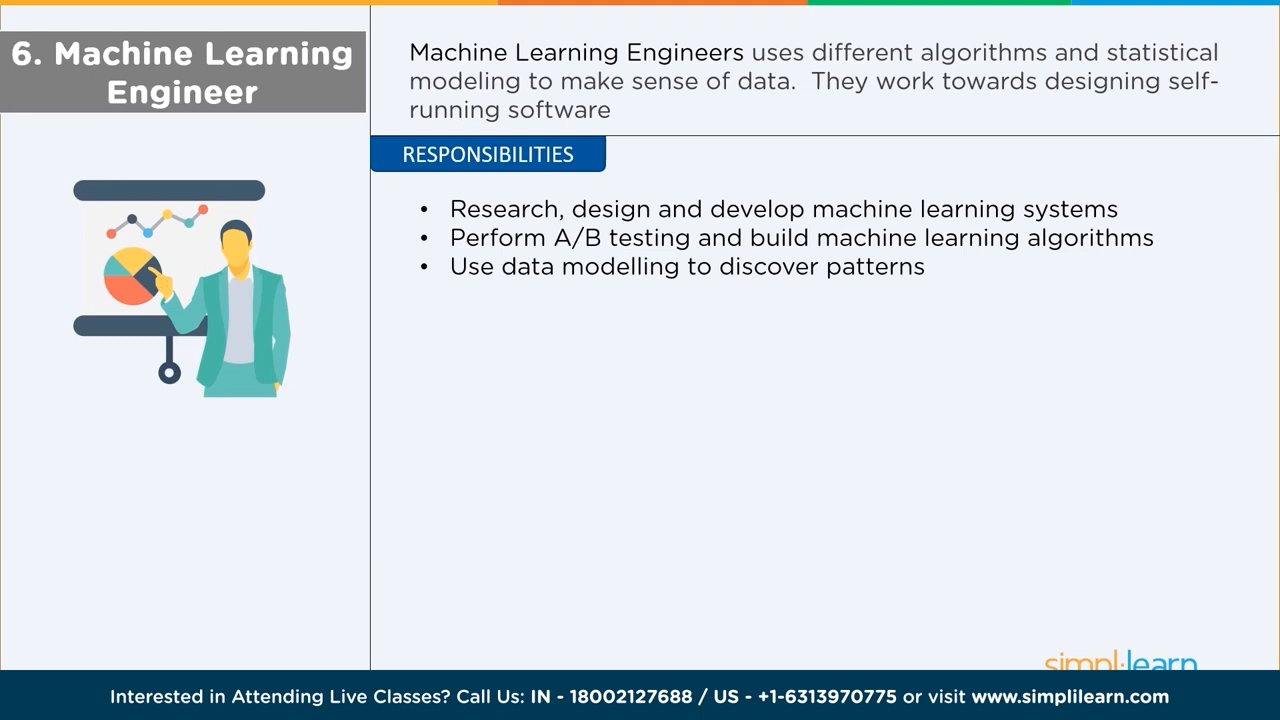 6. Machine Learning
Engineer
Machine Learning Engineers uses different algorithms and statistical
modeling to make sense of data.  They work towards designing self-
running software
RESPONSIBILITIES
• Research, design and develop machine learning systems
• Perform A/B testing and build machine learning algorithms
• Use data modelling to discover patterns
simpl·learn
Interested in Attending Live Classes? Call Us: IN - 18002127688 / US - +1-6313970775 or visit www.simplilearn.com